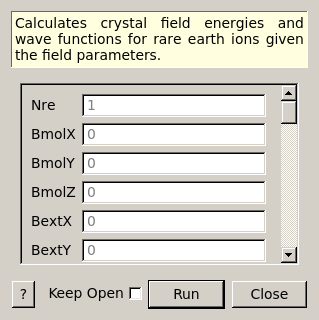 Calculates crystal field energies and
wave functions for rare earth ions given
the field parameters.
Nre 1
BmolX 0
BmolY 0
BmolZ 0
BextX 0
BextY 0
? Keep Open Run Close